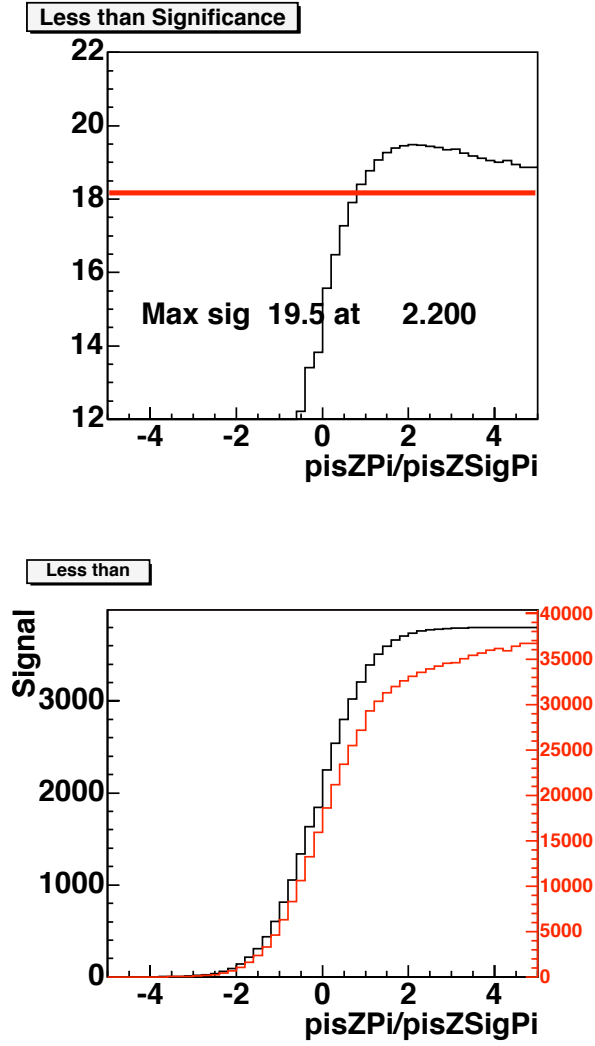 Less than Significance
22
20
18
16
14
12
Max sig 19.5 at 2.200
-4 -2 0 2 4
pisZPi/pisZSigPi
Less than
Signal
3000
2000
1000
0
40000
35000
30000
25000
20000
15000
10000
5000
0
-4 -2 0 2 4
pisZPi/pisZSigPi